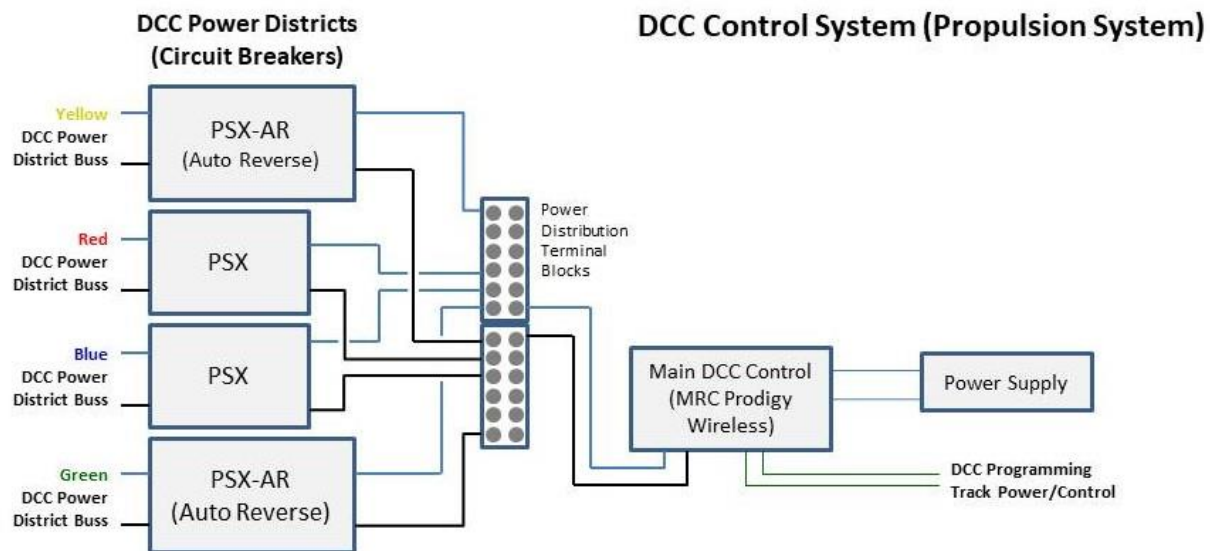 DCC Power Districts
(Circuit Breakers)
DCC Control System (Propulsion System)
Yellow
DCC Power
District Buss
PSX-AR
(Auto Reverse)
Red
DCC Power
District Buss
PSX
Blue
DCC Power
District Buss
PSX
Green
DCC Power
District Buss
PSX-AR
(Auto Reverse)
Power
Distribution
Terminal
Blocks
Main DCC Control
(MRC Prodigy
Wireless)
Power Supply
DCC Programming
Track Power/Control